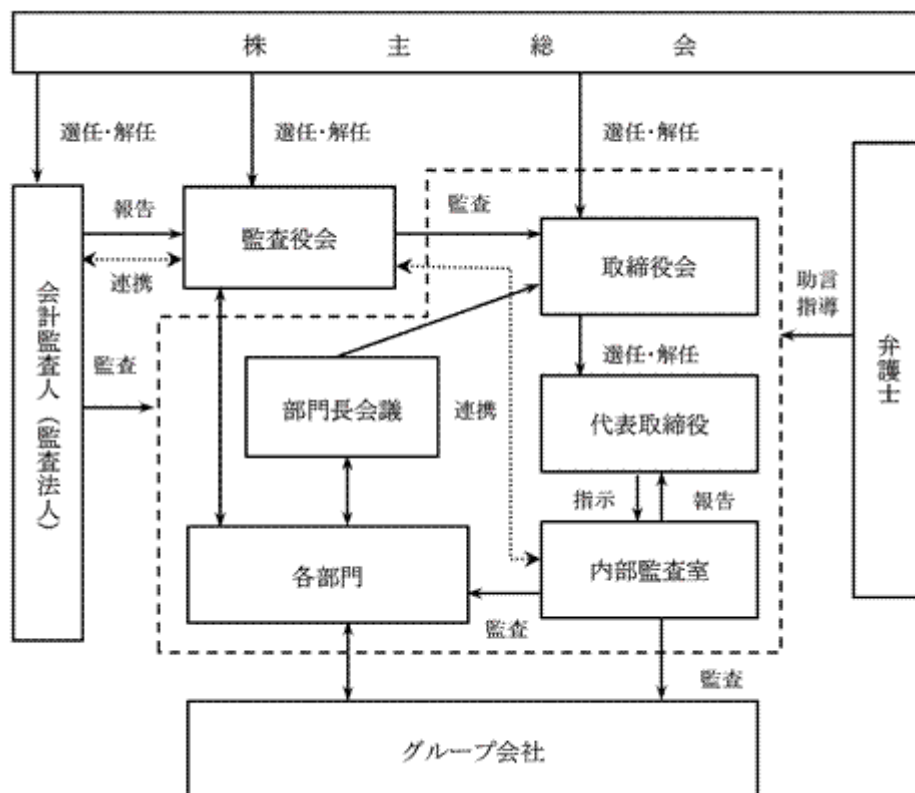 株主総会
選任・解任
選任・解任
選任・解任
報告
監査役会
監査
取締役会
連携
助言
指導
会計監査人(監査法人)
弁護士
選任・解任
監査
部門長会議
連携
代表取締役
指示
報告
各部門
内部監査室
監査
監査
グループ会社